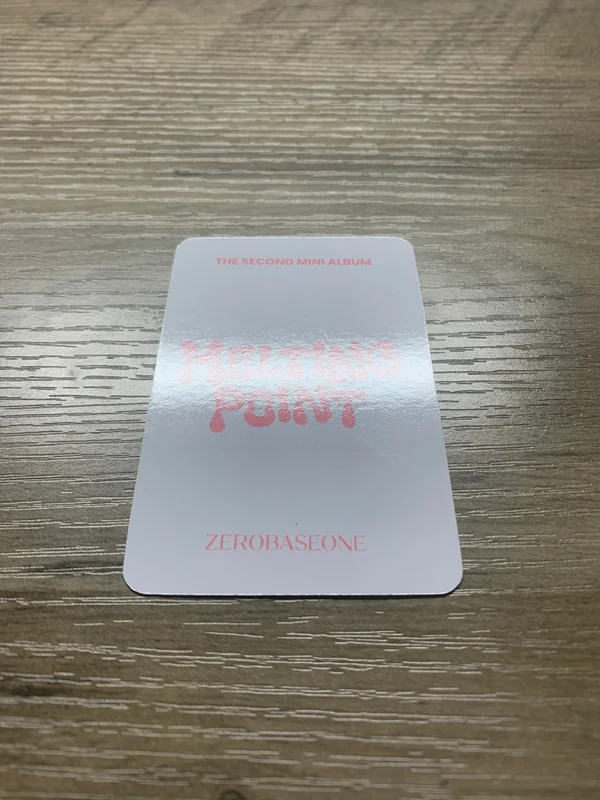 THE SECOND MINI ALBUM
MELTING
POINT
ZEROBASEONE